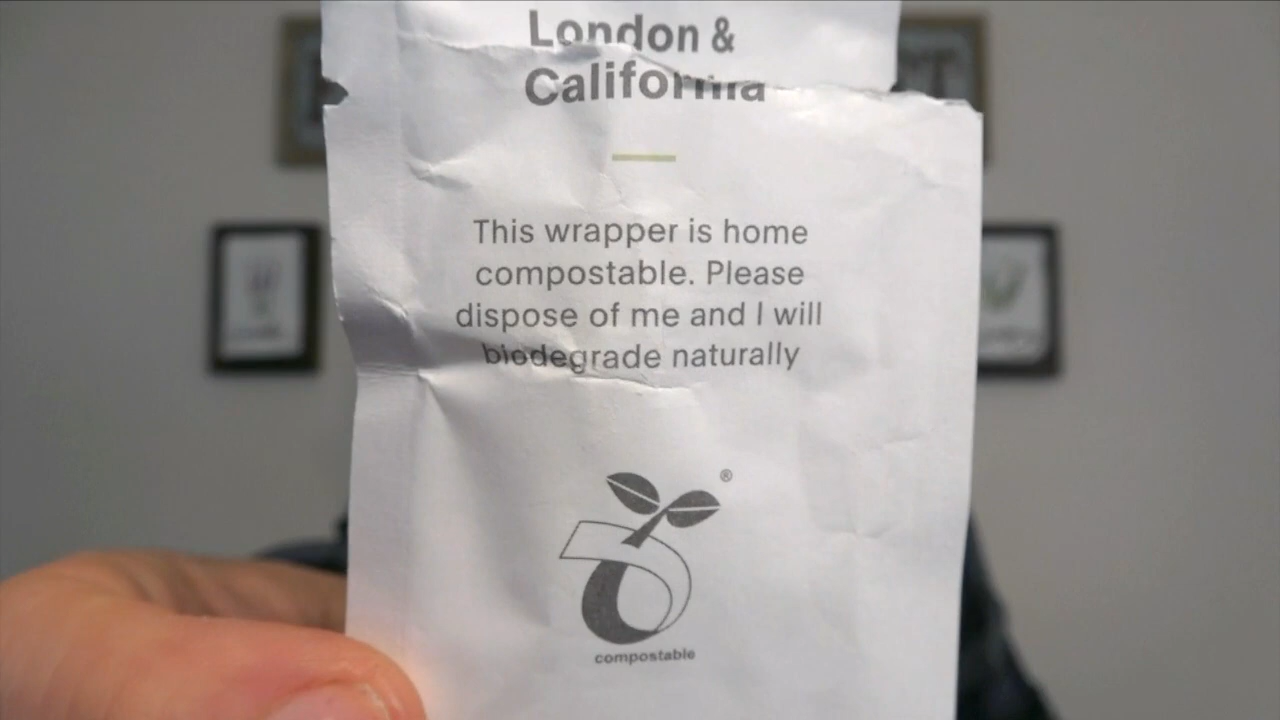 London &
California
This wrapper is home
compostable. Please
dispose of me and I will
biodegrade naturally
®
compostable